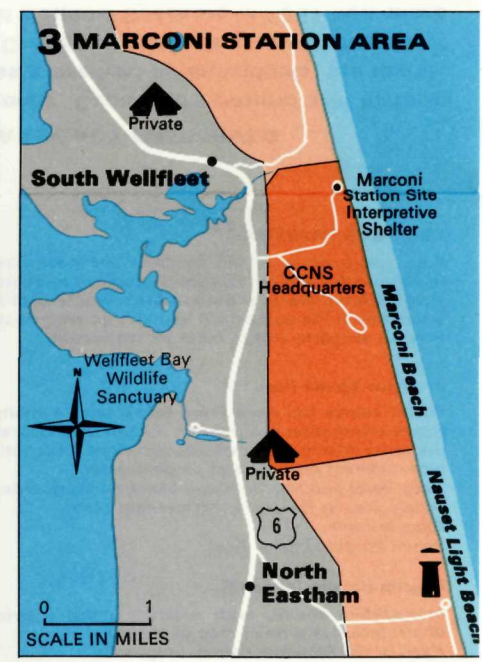 3 MARCONI STATION AREA
Private
South Wellfleet
Marconi
Station Site
Interpretive
Shelter
CCNS
Headquarters
Marconi Beach
Wellfleet Bay
Wildlife
Sanctuary
N
Private
Nauset Light Beach
6
North
Eastham
0 1
SCALE IN MILES